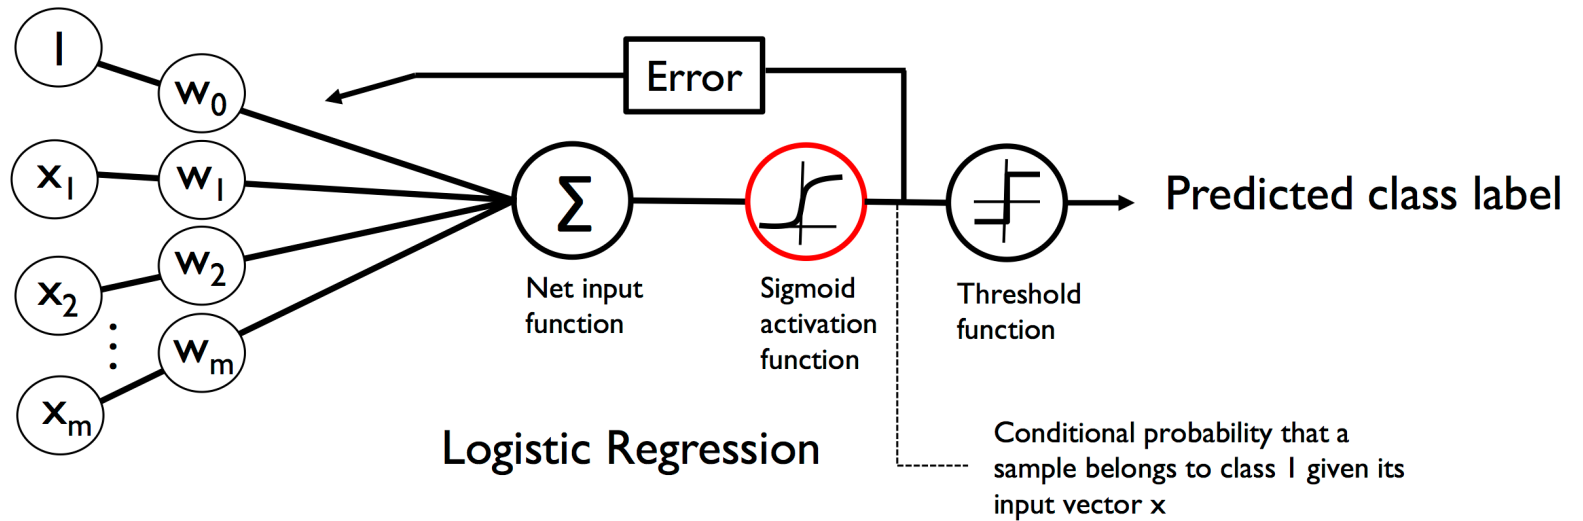 1
w0
x1
w1
x2
w2
xm
wm
Error
Σ
Net input
function
Sigmoid
activation
function
Threshold
function
Predicted class label
Logistic Regression
Conditional probability that a
sample belongs to class 1 given its
input vector x